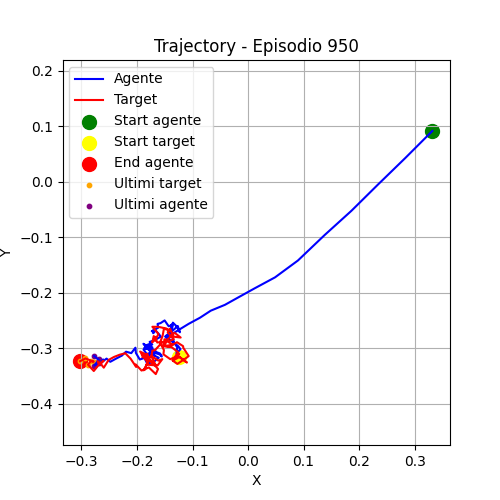 Trajectory - Episodio 950
0.2
0.1
0.0
−0.1
−0.2
−0.3
−0.4
Y
Agente
Target
Start agente
Start target
End agente
Ultimi target
Ultimi agente
−0.3 −0.2 −0.1 0.0 0.1 0.2 0.3
X